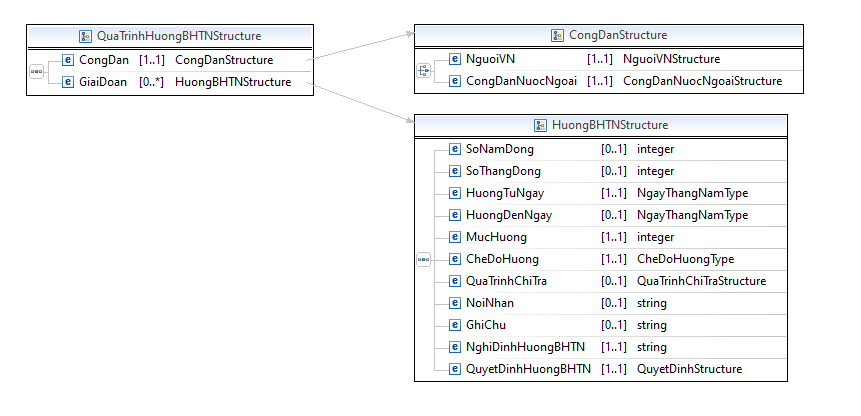 QuaTrinhHuongBHTNStructure
e CongDan [1..1] CongDanStructure
e GiaiDoan [0..*] HuongBHTNStructure
CongDanStructure
e NguoiVN [1..1] NguoiVNStructure
e CongDanNuocNgoai [1..1] CongDanNuocNgoaiStructure
HuongBHTNStructure
e SoNamDong [0..1] integer
e SoThangDong [0..1] integer
e HuongTuNgay [1..1] NgayThangNamType
e HuongDenNgay [0..1] NgayThangNamType
e MucHuong [1..1] integer
e CheDoHuong [1..1] CheDoHuongType
e QuaTrinhChiTra [0..1] QuaTrinhChiTraStructure
e NoiNhan [0..1] string
e GhiChu [0..1] string
e NghiDinhHuongBHTN [1..1] string
e QuyetDinhHuongBHTN [1..1] QuyetDinhStructure